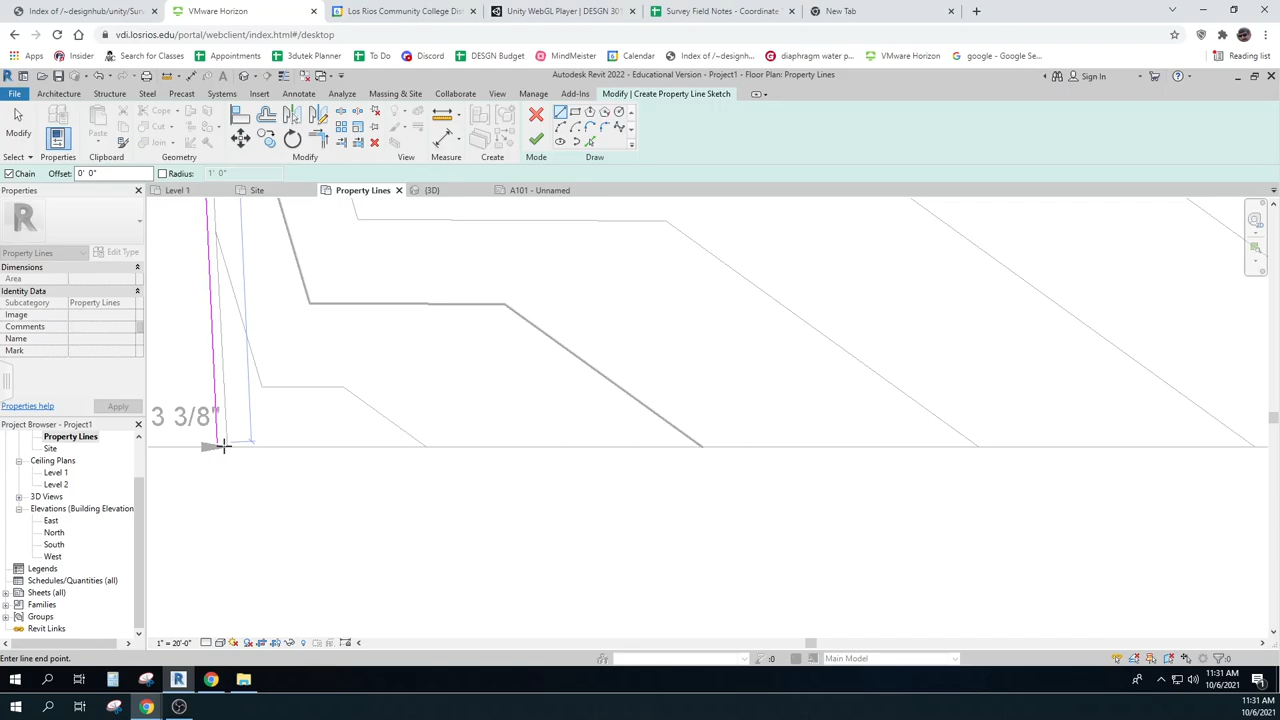 Index of /~designhub/unity/Surv
VMware Horizon
Los Rios Community College Dist
Unity WebGL Player | DESGN 301
Survey Field Notes - Coordinate
New Tab
vdi.losrios.edu/portal/webclient/index.html#/desktop
Apps
Search for Classes
Appointments
3dutek Planner
To Do
Discord
DESGN Budget
MindMeister
Calendar
Index of /~designh...
diaphragm water p...
VMware Horizon
google - Google Se...
Reading list
Autodesk Revit 2022 - Educational Version - Project1 - Floor Plan: Property Lines
Sign In
File
Architecture
Structure
Steel
Precast
Systems
Insert
Annotate
Massing & Site
Collaborate
View
Manage
Add-Ins
Modify | Create Property Line Sketch
Modify
Paste
Cope
Cut
Join
Select
Properties
Clipboard
Geometry
Modify
View
Measure
Create
Mode
Draw
Chain
Offset:
0' 0"
Radius:
1' 0"
Properties
Level 1
Site
Property Lines
(3D)
A101 - Unnamed
Property Lines
Edit Type
Dimensions
Area
Identity Data
Subcategory
Property Lines
Image
Comments
Name
Mark
Properties help
Apply
3 3/8"
Project Browser - Project1
Property Lines
Site
Ceiling Plans
Level 1
Level 2
3D Views
Elevations (Building Elevation
East
North
South
West
Legends
Schedules/Quantities (all)
Sheets (all)
Families
Groups
Revit Links
1" = 20'-0"
Enter line end point.
:0
Main Model
:0
11:31 AM
10/6/2021
11:31 AM
10/6/2021